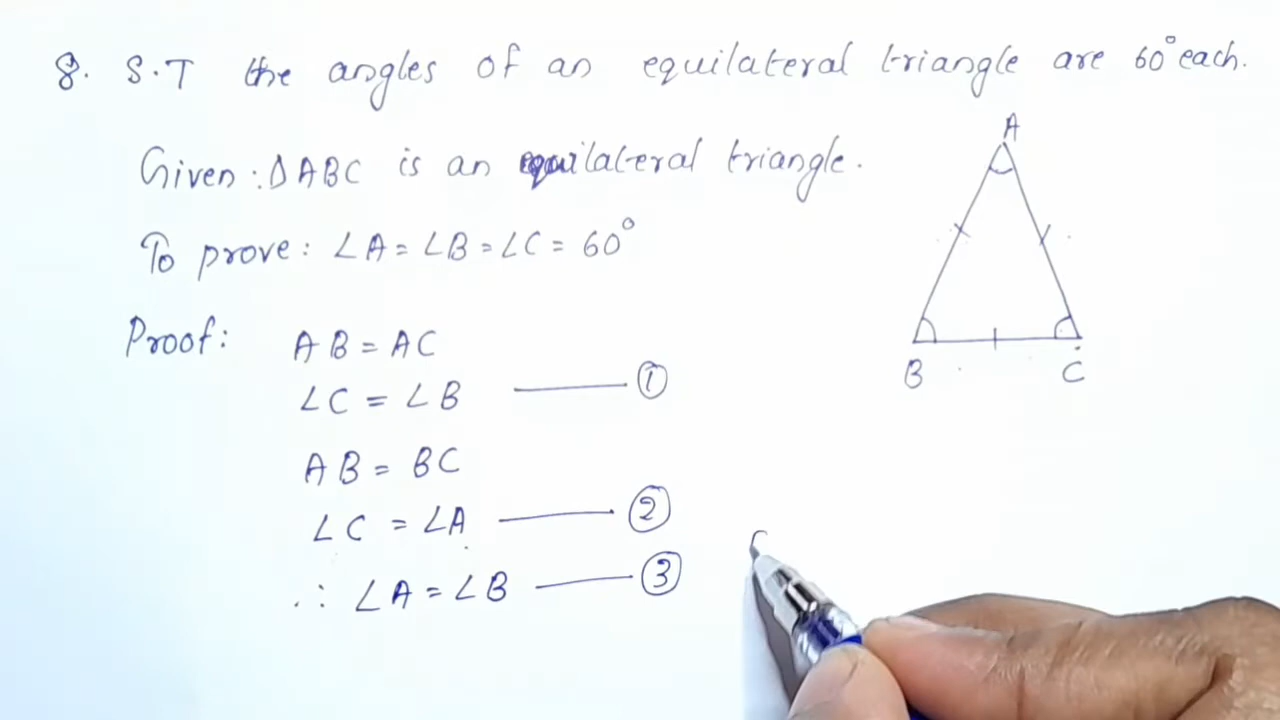 8. S.T the angles of an equilateral triangle are 60° each.
Given: ΔABC is an equilateral triangle.
To prove: ∠A = ∠B = ∠C = 60°
Proof: AB = AC
∠C = ∠B —— ①
AB = BC
∠C = ∠A —— ②
∴ ∠A = ∠B —— ③
A
B
C